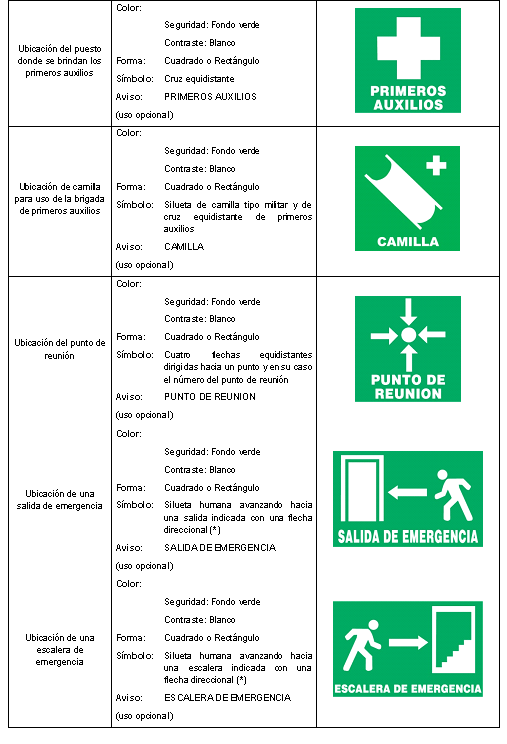 Ubicación del puesto
donde se brindan los
primeros auxilios
Color:
Seguridad: Fondo verde
Contraste: Blanco
Forma: Cuadrado o Rectángulo
Símbolo: Cruz equidistante
Aviso: PRIMEROS AUXILIOS
(uso opcional)
PRIMEROS
AUXILIOS
Ubicación de camilla
para uso de la brigada
de primeros auxilios
Color:
Seguridad: Fondo verde
Contraste: Blanco
Forma: Cuadrado o Rectángulo
Símbolo: Silueta de camilla tipo militar y de
cruz equidistante de primeros
auxilios
Aviso: CAMILLA
(uso opcional)
CAMILLA
Ubicación del punto de
reunión
Color:
Seguridad: Fondo verde
Contraste: Blanco
Forma: Cuadrado o Rectángulo
Símbolo: Cuatro flechas equidistantes
dirigidas hacia un punto y en su caso
el número del punto de reunión
Aviso: PUNTO DE REUNION
(uso opcional)
PUNTO DE
REUNION
Ubicación de una
salida de emergencia
Color:
Seguridad: Fondo verde
Contraste: Blanco
Forma: Cuadrado o Rectángulo
Símbolo: Silueta humana avanzando hacia
una salida indicada con una flecha
direccional (*)
Aviso: SALIDA DE EMERGENCIA
(uso opcional)
SALIDA DE EMERGENCIA
Ubicación de una
escalera de
emergencia
Color:
Seguridad: Fondo verde
Contraste: Blanco
Forma: Cuadrado o Rectángulo
Símbolo: Silueta humana avanzando hacia
una escalera indicada con una
flecha direccional (*)
Aviso: ESCALERA DE EMERGENCIA
(uso opcional)
ESCALERA DE EMERGENCIA